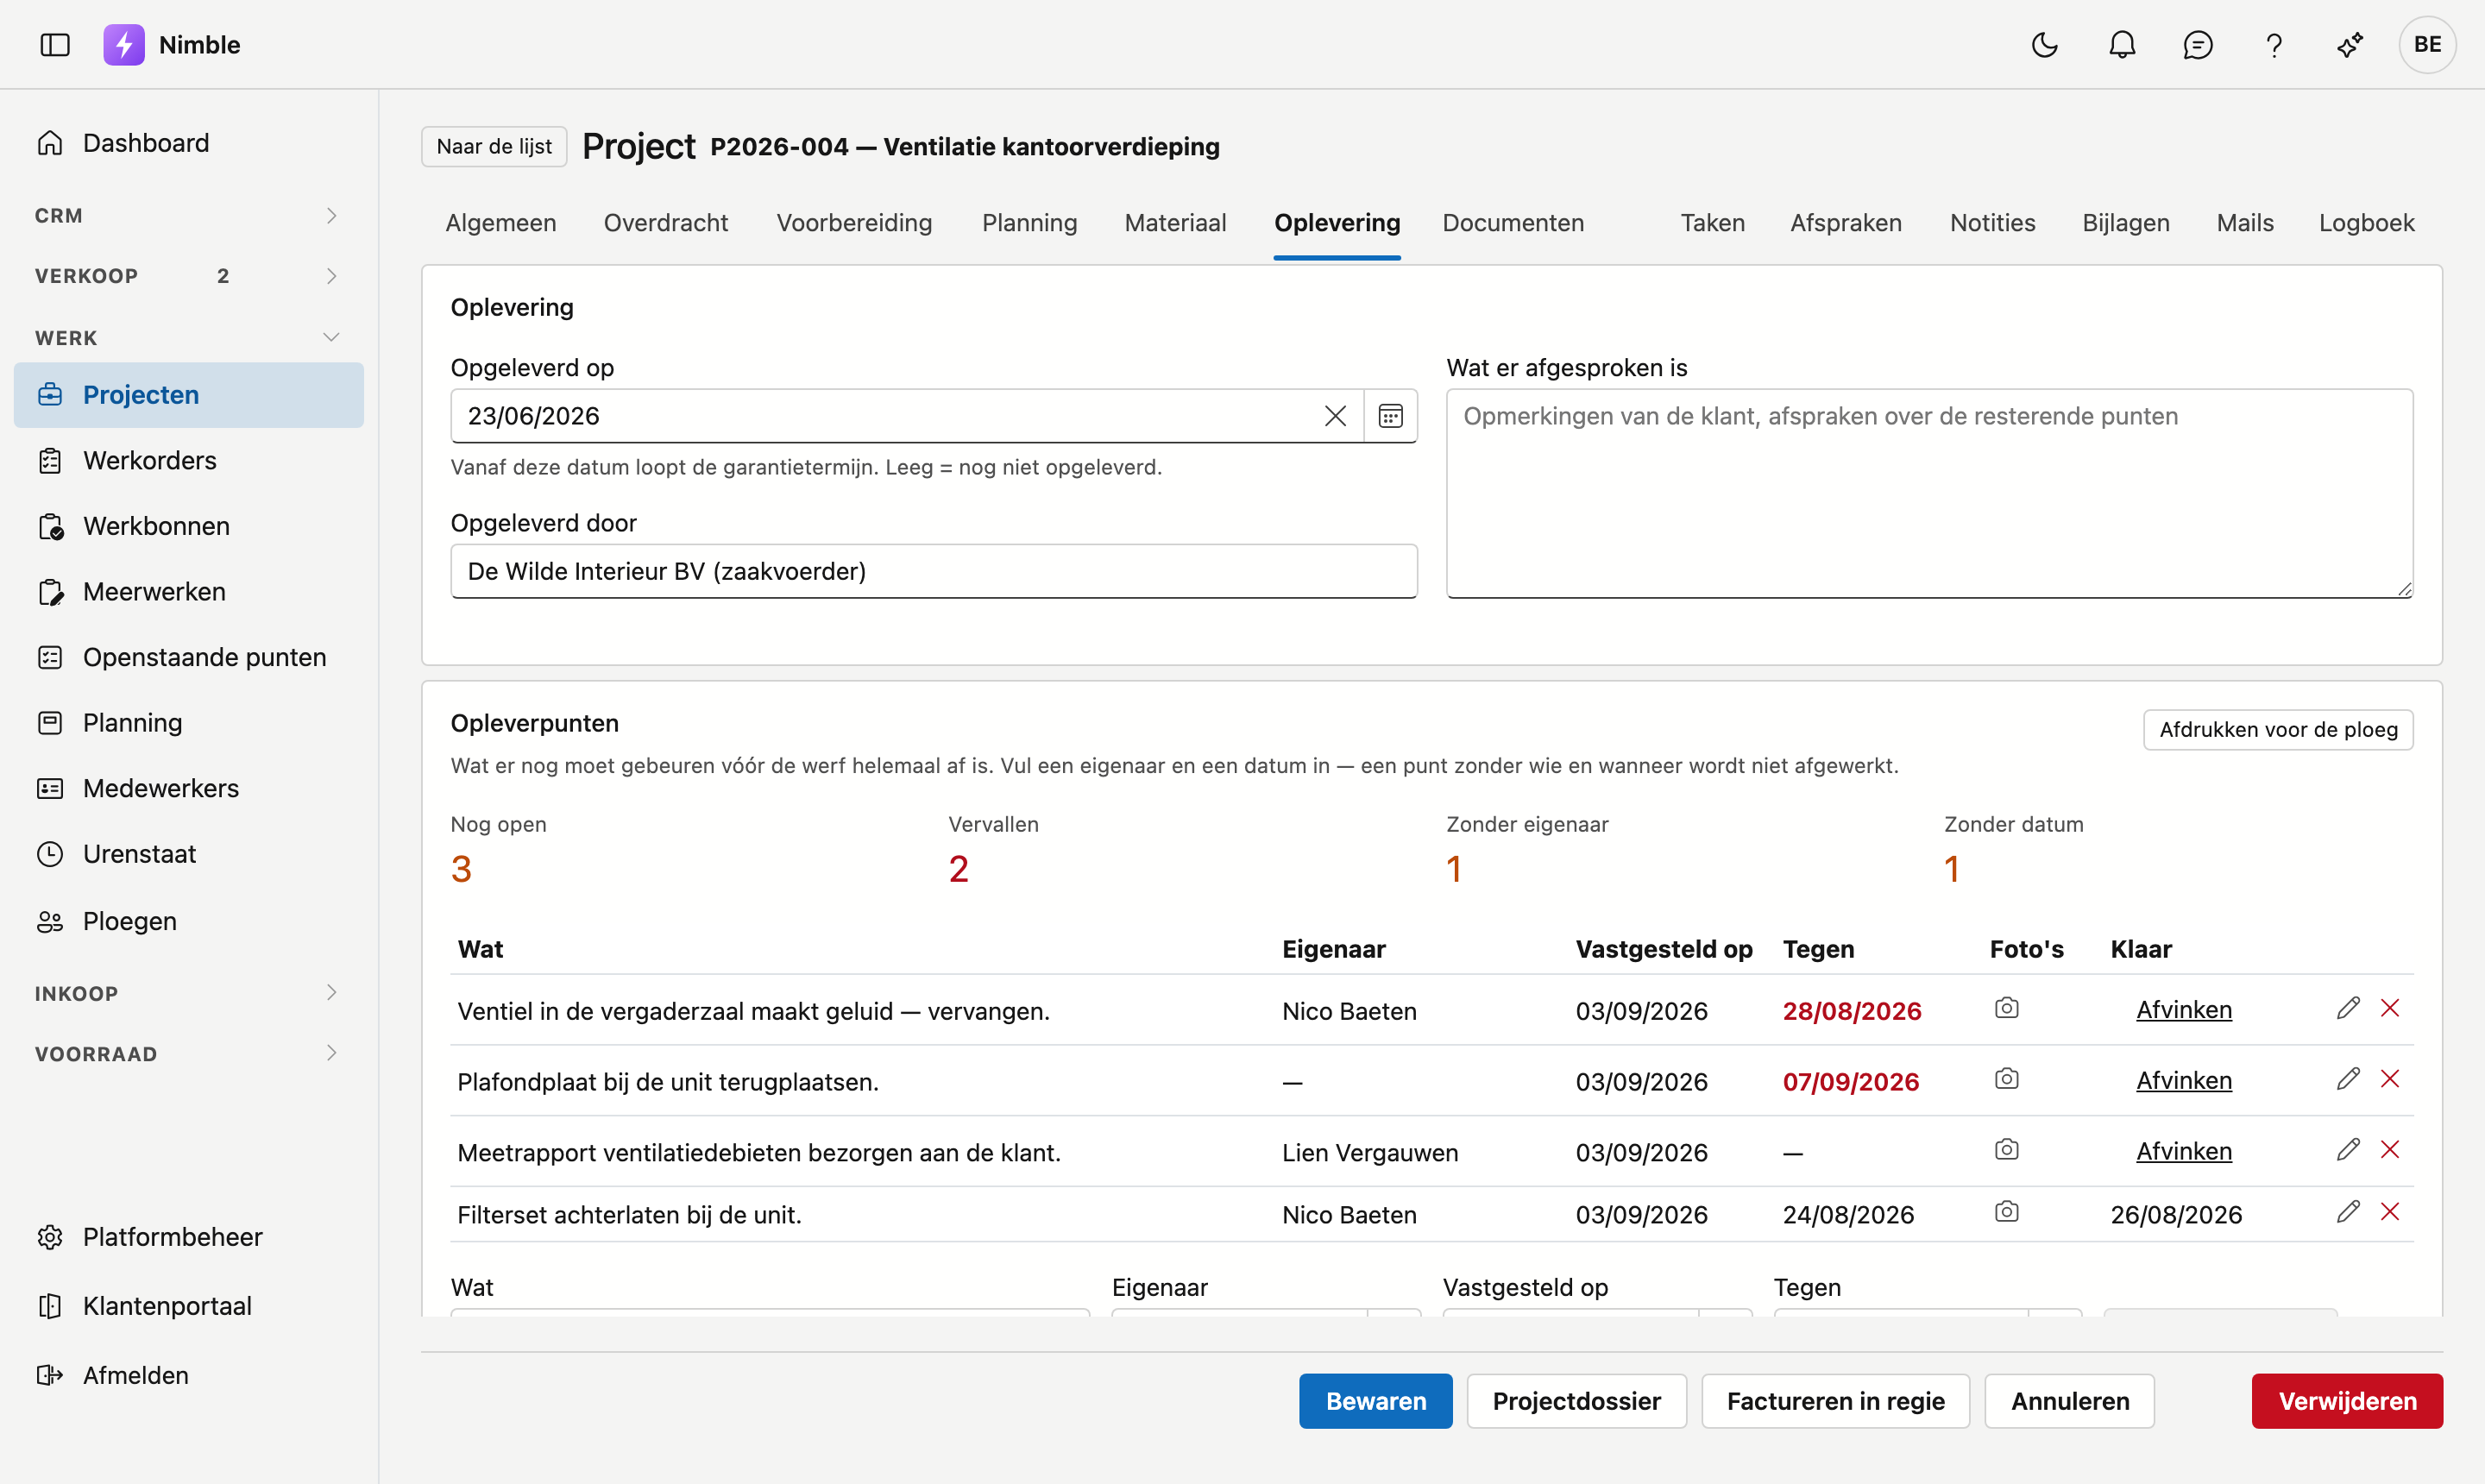 Nimble
BE
Dashboard
CRM
VERKOOP 2
WERK
Projecten
Werkorders
Werkbonnen
Meerwerken
Openstaande punten
Planning
Medewerkers
Urenstaat
Ploegen
INKOOP
VOORRAAD
Platformbeheer
Klantenportaal
Afmelden
Naar de lijst Project P2026-004 — Ventilatie kantoorverdieping
Algemeen Overdracht Voorbereiding Planning Materiaal Oplevering Documenten Taken Afspraken Notities Bijlagen Mails Logboek
Oplevering
Opgeleverd op
23/06/2026
Vanaf deze datum loopt de garantietermijn. Leeg = nog niet opgeleverd.
Opgeleverd door
De Wilde Interieur BV (zaakvoerder)
Wat er afgesproken is
Opmerkingen van de klant, afspraken over de resterende punten
Opleverpunten
Afdrukken voor de ploeg
Wat er nog moet gebeuren vóór de werf helemaal af is. Vul een eigenaar en een datum in — een punt zonder wie en wanneer wordt niet afgewerkt.
Nog open Vervallen Zonder eigenaar Zonder datum
3 2 1 1
Wat Eigenaar Vastgesteld op Tegen Foto's Klaar
Ventiel in de vergaderzaal maakt geluid — vervangen. Nico Baeten 03/09/2026 28/08/2026 Afvinken
Plafondplaat bij de unit terugplaatsen. — 03/09/2026 07/09/2026 Afvinken
Meetrapport ventilatiedebieten bezorgen aan de klant. Lien Vergauwen 03/09/2026 — Afvinken
Filterset achterlaten bij de unit. Nico Baeten 03/09/2026 24/08/2026 26/08/2026
Wat Eigenaar Vastgesteld op Tegen
Bewaren Projectdossier Factureren in regie Annuleren Verwijderen